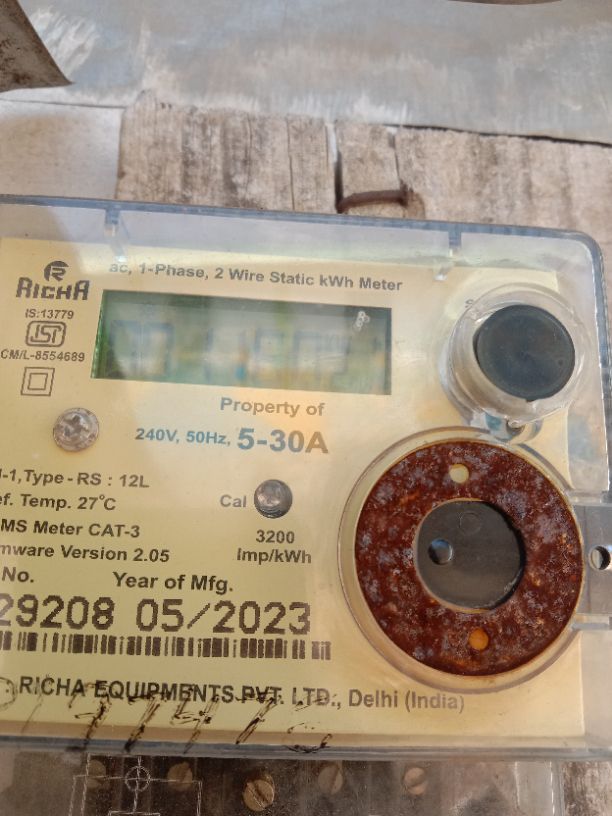 ac, 1-Phase, 2 Wire Static kWh Meter
RICHA
IS:13779
ISI
CM/L-8554689
Property of
240V, 50Hz, 5-30A
Type - RS : 12L
Temp. 27°C
Cal
MS Meter CAT-3
3200
Imp/kWh
Version 2.05
No. Year of Mfg.
29208 05/2023
RICHA EQUIPMENTS PVT. LTD., Delhi (India)